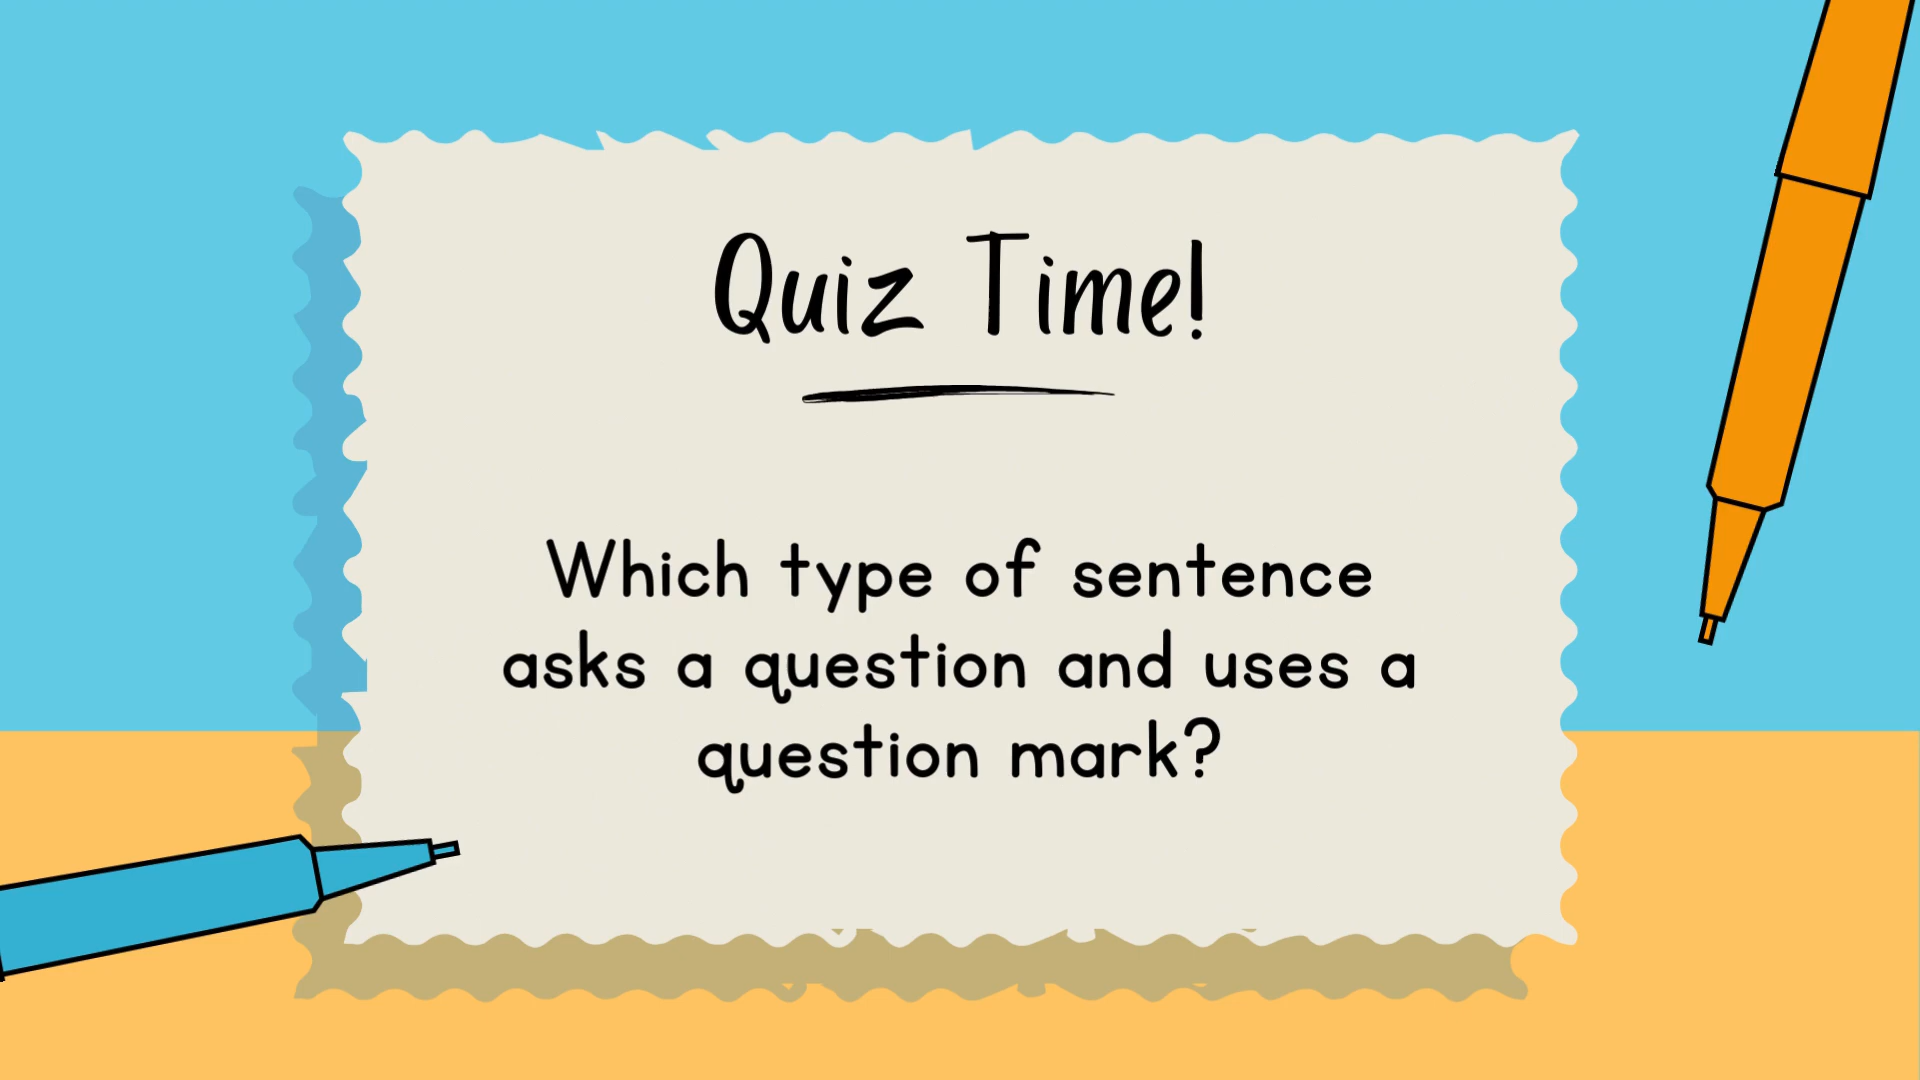 Quiz Time!
Which type of sentence
asks a question and uses a
question mark?